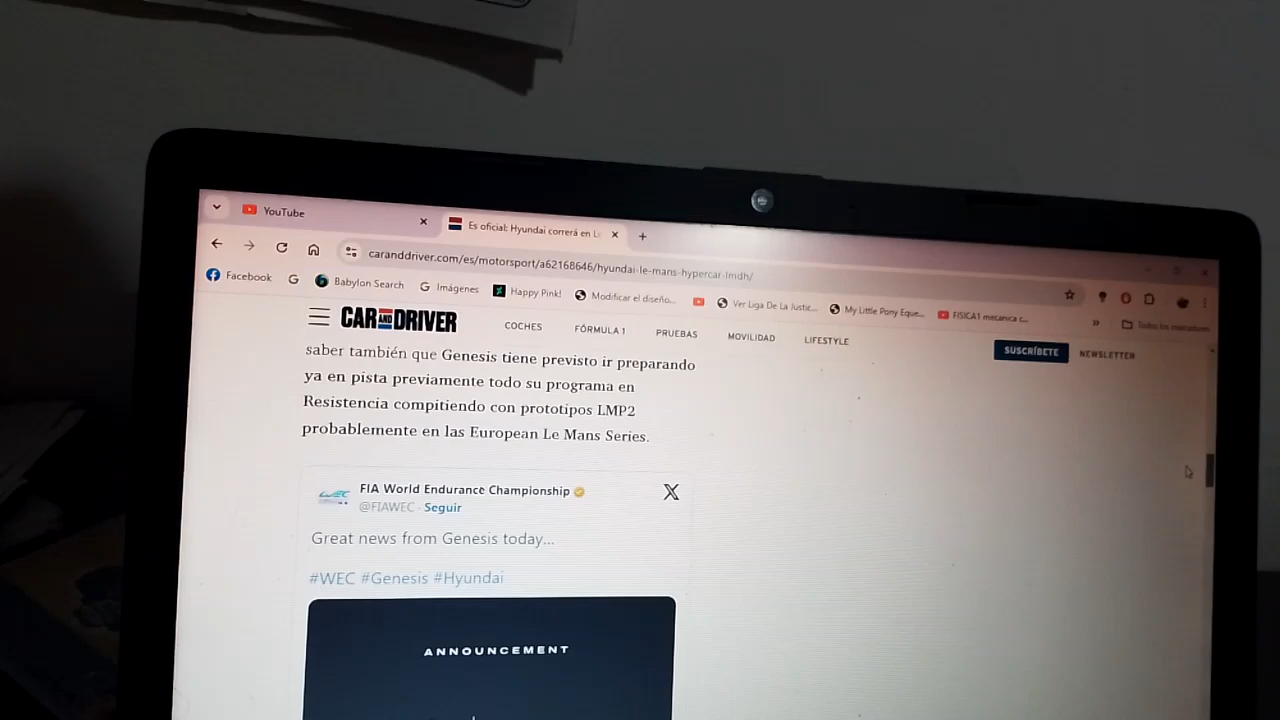 YouTube
Es oficial: Hyundai correrá en L
caranddriver.com/es/motorsport/a62168646/hyundai-le-mans-hypercar-lmdh/
Facebook
Babylon Search
Imágenes
Happy Pink!
Modificar el diseño...
Ver Liga De La Justic...
My Little Pony Eque...
FISICA1 mecanica c...
Todos los marcadores
CAR AND DRIVER
COCHES
FÓRMULA 1
PRUEBAS
MOVILIDAD
LIFESTYLE
SUSCRÍBETE
NEWSLETTER
saber también que Genesis tiene previsto ir preparando
ya en pista previamente todo su programa en
Resistencia compitiendo con prototipos LMP2
probablemente en las European Le Mans Series.
WEC
FIA World Endurance Championship
X
@FIAWEC · Seguir
Great news from Genesis today...
#WEC #Genesis #Hyundai
ANNOUNCEMENT